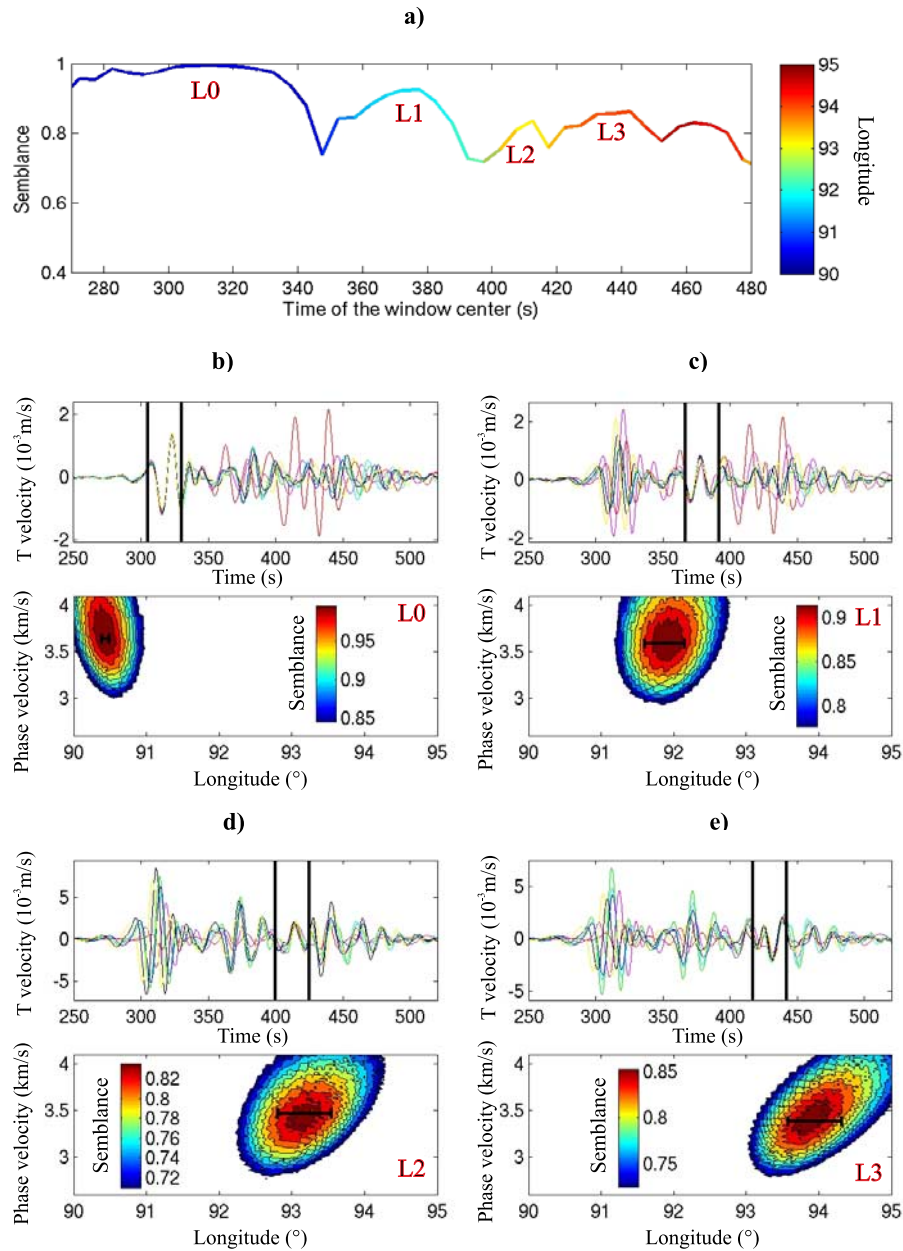 a)
1
0.8
0.6
0.4
Semblance
L0
L1
L2
L3
280 300 320 340 360 380 400 420 440 460 480
Time of the window center (s)
95
94
93
92
91
90
Longitude
b)
T velocity (10⁻³m/s)
2
0
-2
250 300 350 400 450 500
Time (s)
Phase velocity (km/s)
4
3.5
3
Semblance
0.95
0.9
0.85
L0
90 91 92 93 94 95
Longitude (°)
c)
T velocity (10⁻³m/s)
2
0
-2
250 300 350 400 450 500
Time (s)
Phase velocity (km/s)
4
3.5
3
Semblance
0.9
0.85
0.8
L1
90 91 92 93 94 95
Longitude (°)
d)
T velocity (10⁻³m/s)
5
0
-5
250 300 350 400 450 500
Time (s)
Phase velocity (km/s)
4
3.5
3
Semblance
0.82
0.8
0.78
0.76
0.74
0.72
L2
90 91 92 93 94 95
Longitude (°)
e)
T velocity (10⁻³m/s)
5
0
-5
250 300 350 400 450 500
Time (s)
Phase velocity (km/s)
4
3.5
3
Semblance
0.85
0.8
0.75
L3
90 91 92 93 94 95
Longitude (°)